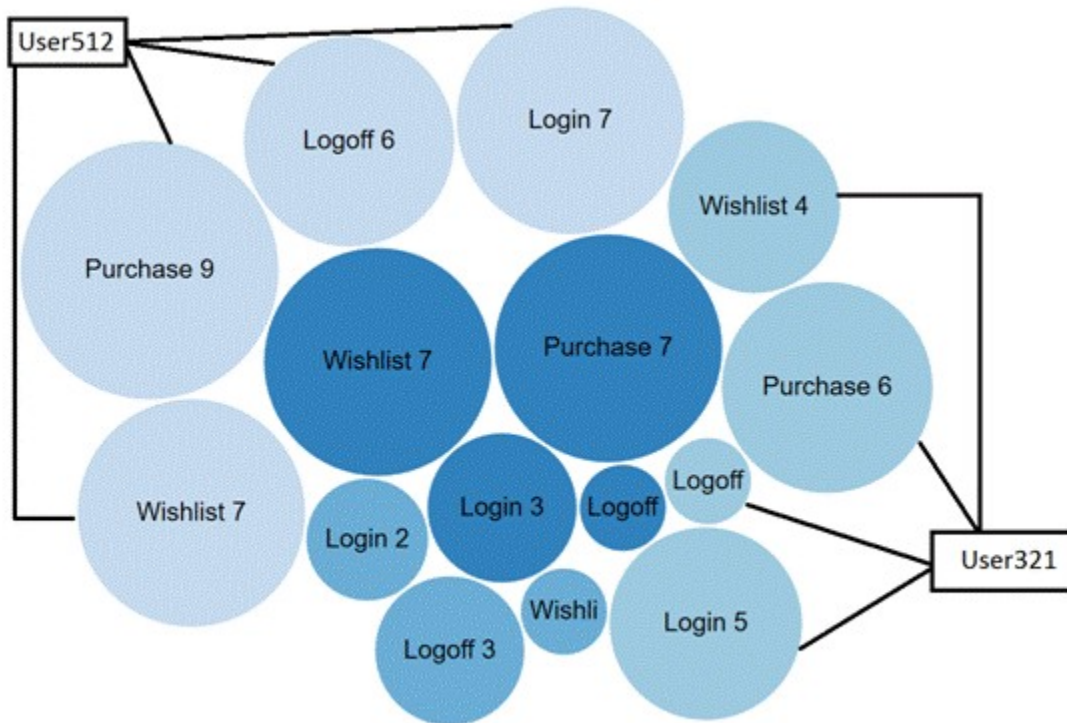 User512
Logoff 6
Login 7
Wishlist 4
Purchase 9
Wishlist 7
Purchase 7
Purchase 6
Wishlist 7
Login 2
Login 3
Logoff
Logoff
User321
Logoff 3
Wishli
Login 5